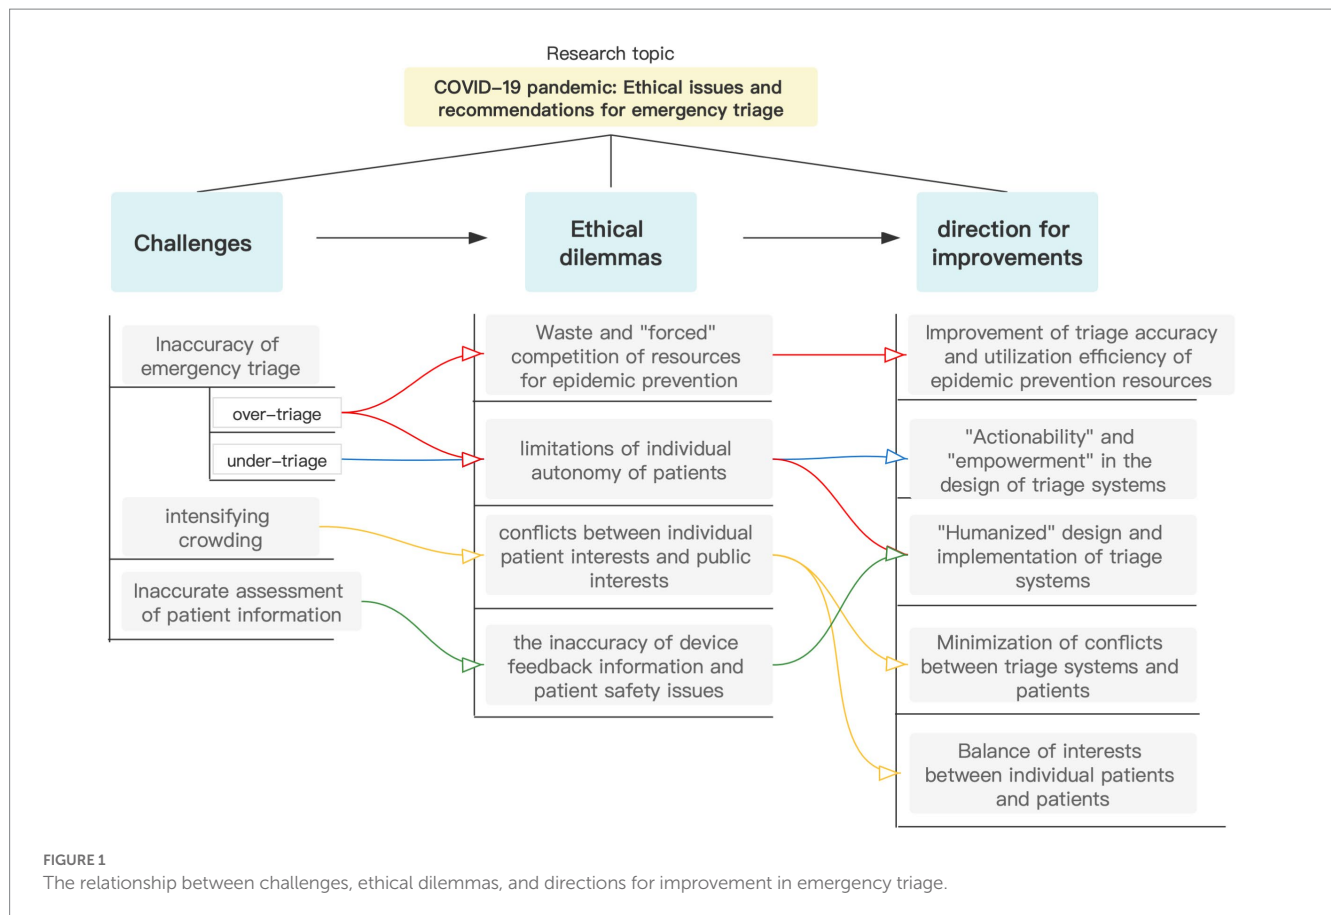 Research topic
COVID–19 pandemic: Ethical issues and
recommendations for emergency triage
Challenges
Ethical
dilemmas
direction for
improvements
Inaccuracy of
emergency triage
over–triage
under–triage
intensifying
crowding
Inaccurate assessment
of patient information
Waste and "forced"
competition of resources
for epidemic prevention
limitations of individual
autonomy of patients
conflicts between individual
patient interests and public
interests
the inaccuracy of device
feedback information and
patient safety issues
Improvement of triage accuracy
and utilization efficiency of
epidemic prevention resources
"Actionability" and
"empowerment" in the
design of triage systems
"Humanized" design and
implementation of triage
systems
Minimization of conflicts
between triage systems and
patients
Balance of interests
between individual patients
and patients
FIGURE 1
The relationship between challenges, ethical dilemmas, and directions for improvement in emergency triage.